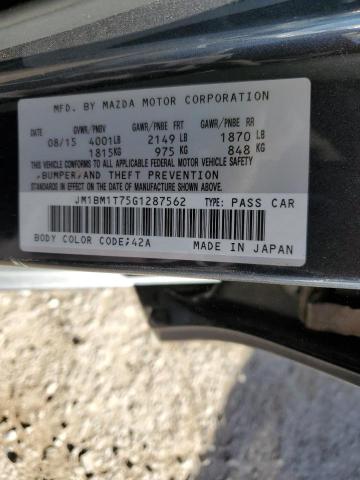 MFD. BY MAZDA MOTOR CORPORATION
DATE GVWR/PNBV GAWR/PNBE FRT GAWR/PNBE RR
08/15 4001LB 2149 LB 1870 LB
1815KG 975 KG 848 KG
THIS VEHICLE CONFORMS TO ALL APPLICABLE FEDERAL MOTOR VEHICLE SAFETY
,BUMPER,AND THEFT PREVENTION
STANDARDS IN EFFECT ON THE DATE OF MANUFACTURE SHOWN ABOVE.
JM1BM1T75G1287562 TYPE: PASS CAR
BODY COLOR CODE:42A MADE IN JAPAN